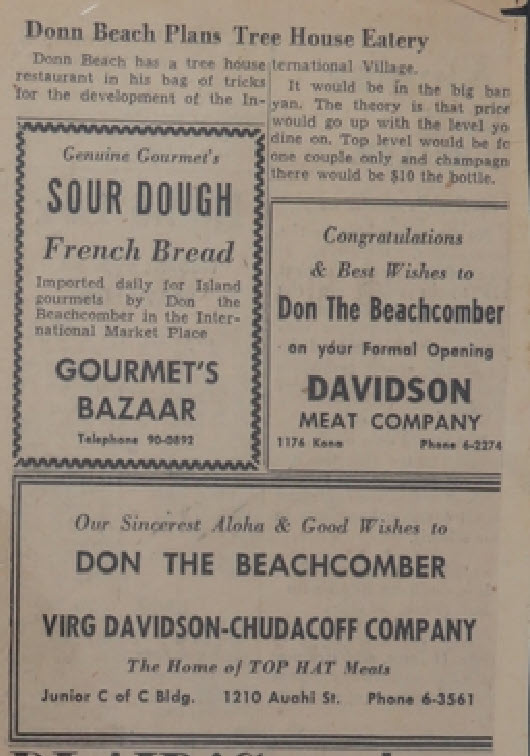 Donn Beach Plans Tree House Eatery
Donn Beach has a tree house
restaurant in his bag of tricks
for the development of the In-
ternational Village.
It would be in the big ban
yan. The theory is that price
would go up with the level yo
dine on. Top level would be fo
one couple only and champagn
there would be $10 the bottle.
Genuine Gourmet's
SOUR DOUGH
French Bread
Imported daily for Island
gourmets by Don the
Beachcomber in the Inter-
national Market Place
GOURMET'S
BAZAAR
Telephone 90-0892
Congratulations
& Best Wishes to
Don The Beachcomber
on your Formal Opening
DAVIDSON
MEAT COMPANY
1176 Kona Phone 6-2274
Our Sincerest Aloha & Good Wishes to
DON THE BEACHCOMBER
VIRG DAVIDSON-CHUDACOFF COMPANY
The Home of TOP HAT Meats
Junior C of C Bldg. 1210 Auahi St. Phone 6-3561